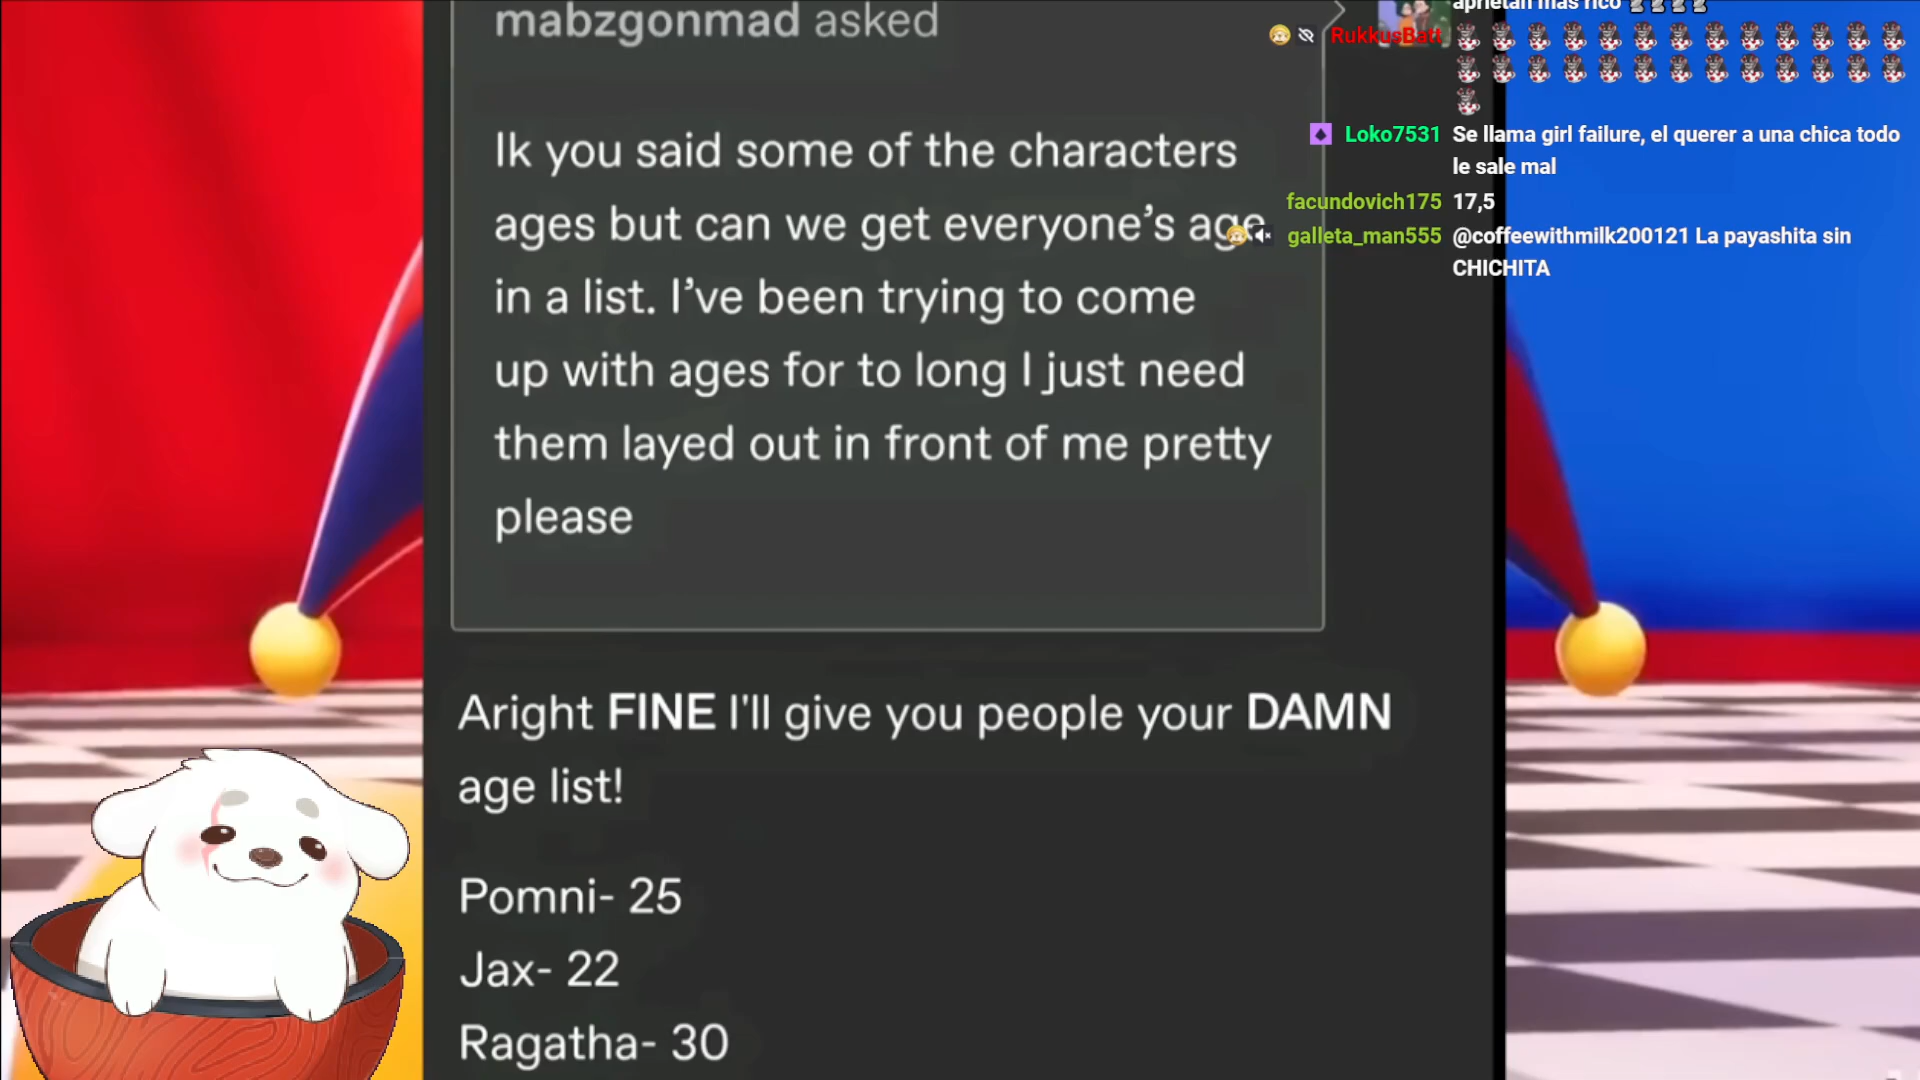 mabzgonmad asked
Ik you said some of the characters
ages but can we get everyone's age
in a list. I've been trying to come
up with ages for to long I just need
them layed out in front of me pretty
please
Aright FINE I'll give you people your DAMN
age list!
Pomni- 25
Jax- 22
Ragatha- 30
aprietan mas rico
RukkusBatt
Loko7531 Se llama girl failure, el querer a una chica todo
le sale mal
facundovich175 17,5
galleta_man555 @coffeewithmilk200121 La payashita sin
CHICHITA